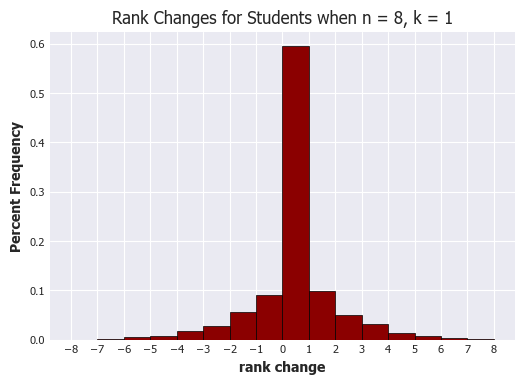 Rank Changes for Students when n = 8, k = 1
Percent Frequency
0.6
0.5
0.4
0.3
0.2
0.1
0.0
−8 −7 −6 −5 −4 −3 −2 −1 0 1 2 3 4 5 6 7 8
rank change